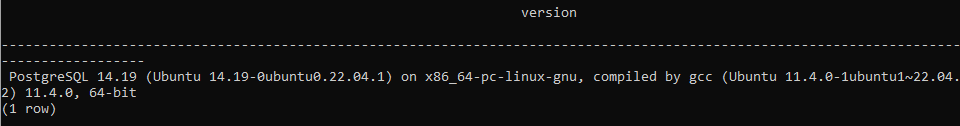 version
------------------------------------------------------------------------------------------------------------------------
------------------
PostgreSQL 14.19 (Ubuntu 14.19-0ubuntu0.22.04.1) on x86_64-pc-linux-gnu, compiled by gcc (Ubuntu 11.4.0-1ubuntu1~22.04.
2) 11.4.0, 64-bit
(1 row)